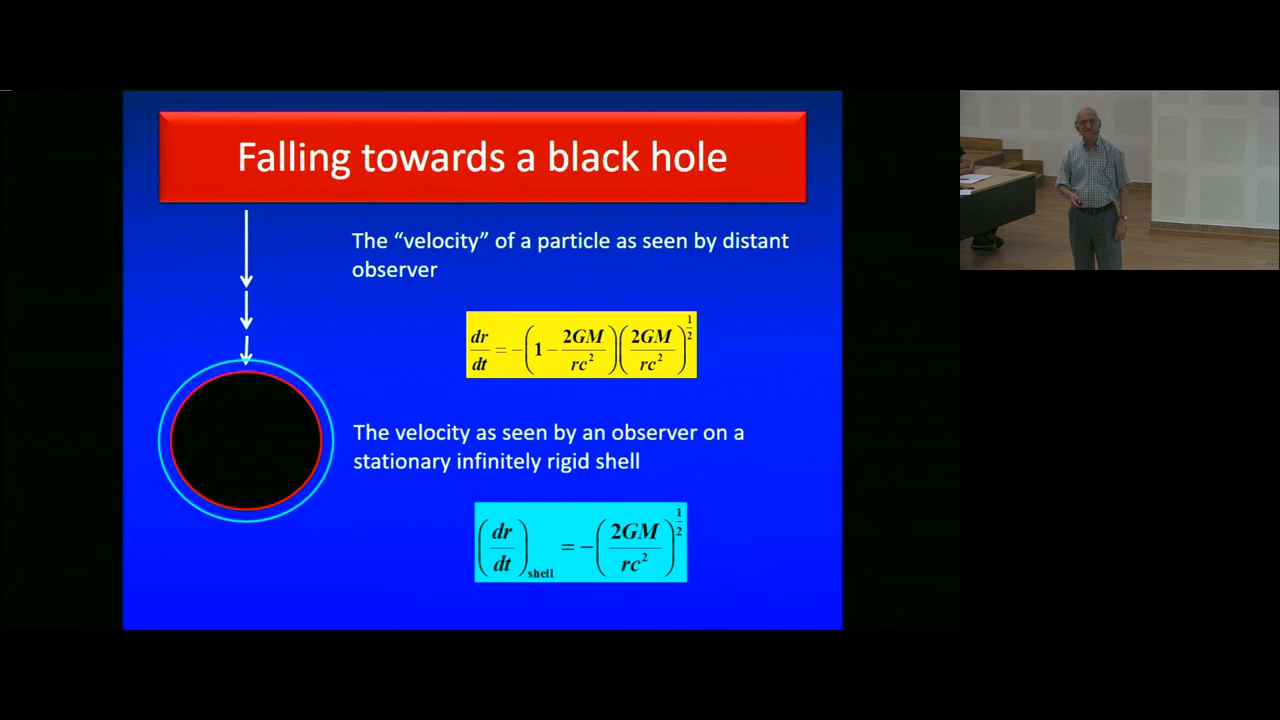 Falling towards a black hole
The “velocity” of a particle as seen by distant
observer
dr/dt = -(1 - 2GM/rc²)(2GM/rc²)^1/2
The velocity as seen by an observer on a
stationary infinitely rigid shell
(dr/dt)shell = -(2GM/rc²)^1/2